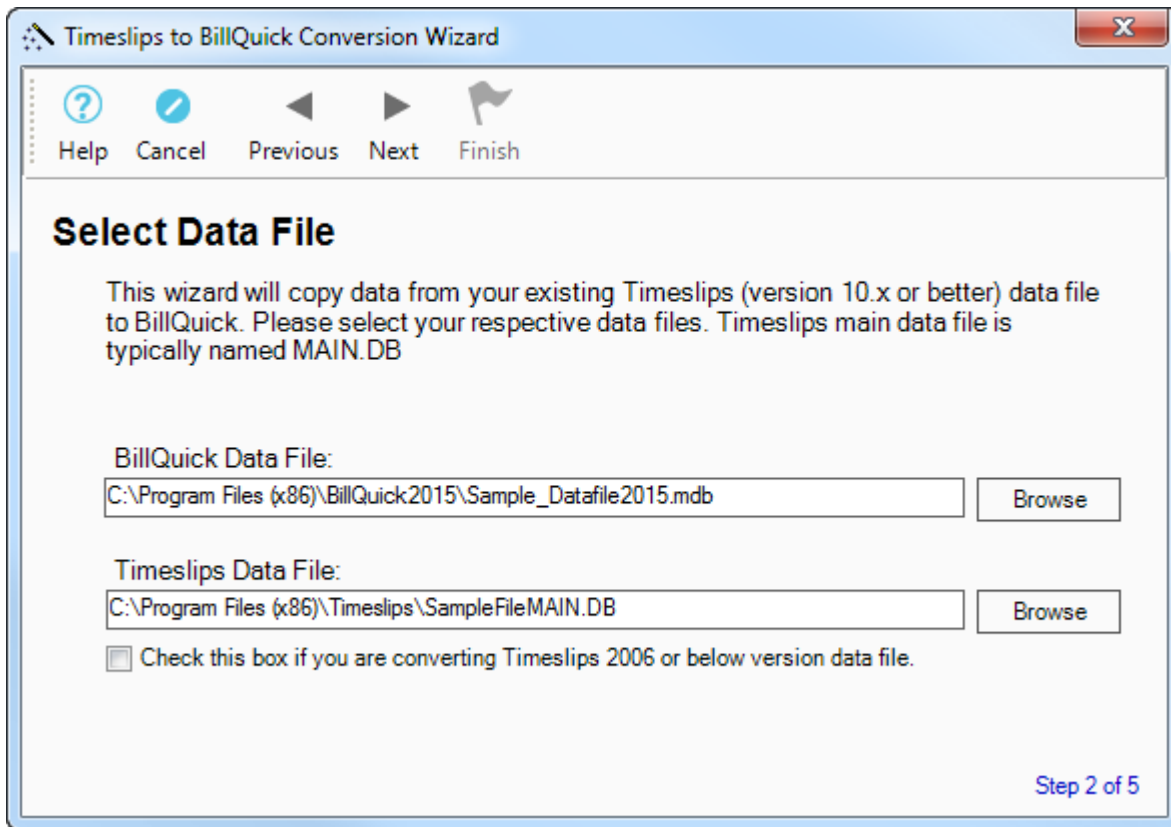 Timeslips to BillQuick Conversion Wizard
Help Cancel Previous Next Finish
Select Data File
This wizard will copy data from your existing Timeslips (version 10.x or better) data file
to BillQuick. Please select your respective data files. Timeslips main data file is
typically named MAIN.DB
BillQuick Data File:
C:\Program Files (x86)\BillQuick2015\Sample_Datafile2015.mdb Browse
Timeslips Data File:
C:\Program Files (x86)\Timeslips\SampleFileMAIN.DB Browse
Check this box if you are converting Timeslips 2006 or below version data file.
Step 2 of 5